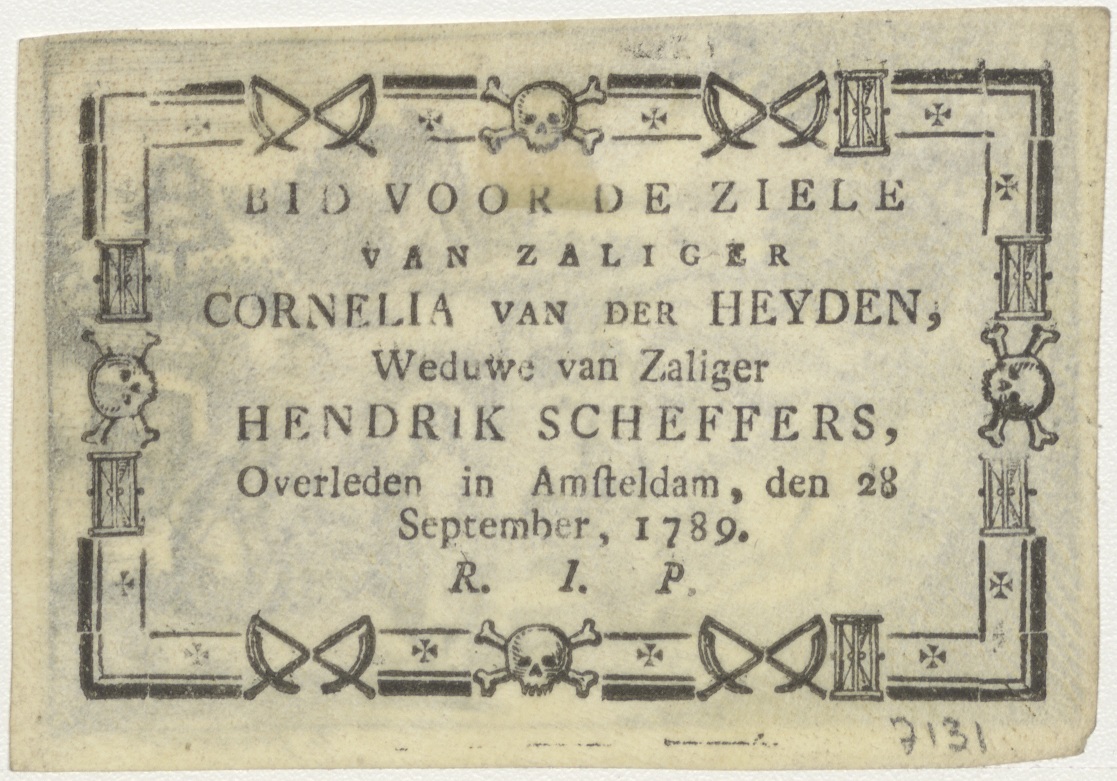 BID VOOR DE ZIELE
VAN ZALIGER
CORNELIA VAN DER HEYDEN,
Weduwe van Zaliger
HENDRIK SCHEFFERS,
Overleden in Amſteldam, den 28
September, 1789.
R. I. P.
7131